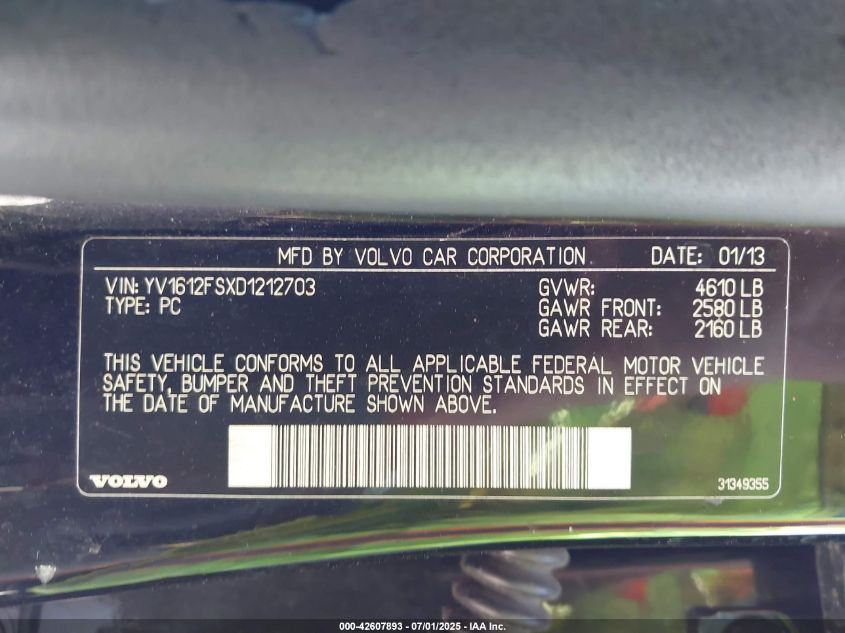 MFD BY VOLVO CAR CORPORATION DATE: 01/13
VIN: YV1612FSXD1212703 GVWR: 4610 LB
TYPE: PC GAWR FRONT: 2580 LB
GAWR REAR: 2160 LB
THIS VEHICLE CONFORMS TO ALL APPLICABLE FEDERAL MOTOR VEHICLE
SAFETY, BUMPER AND THEFT PREVENTION STANDARDS IN EFFECT ON
THE DATE OF MANUFACTURE SHOWN ABOVE.
VOLVO 31349355
000-42607893 - 07/01/2025 - IAA Inc.